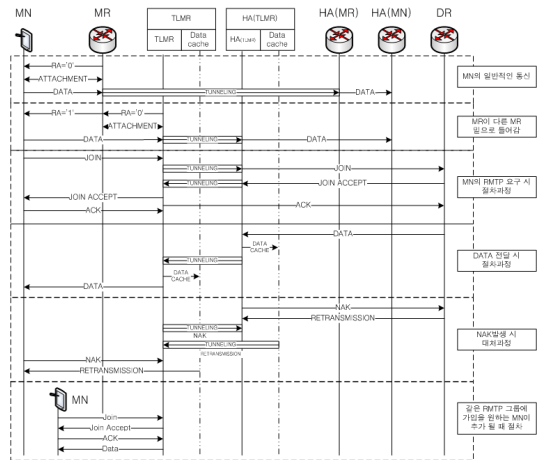 MN MR TLMR HA(TLMR) HA(MR) HA(MN) DR
TLMR Data cache HA(TLMR) Data cache
RA='0'
ATTACHMENT
DATA TUNNELING DATA
MN의 일반적인 통신
RA='1' RA='0'
ATTACHMENT
DATA TUNNELING DATA
MR이 다른 MR
밑으로 들어감
JOIN
TUNNELING JOIN
TUNNELING JOIN ACCEPT
JOIN ACCEPT
ACK ACK
MN의 RMTP 요구 시
절차과정
DATA
DATA
CACHE
TUNNELING
DATA
CACHE
DATA
DATA 전달 시
절차과정
NAK
RETRANSMISSION
TUNNELING
NAK
TUNNELING
RETRANSMISSION
NAK
RETRANSMISSION
NAK발생 시
대처과정
MN
Join
Join Accept
ACK
Data
같은 RMTP 그룹에
가입을 원하는 MN이
추가 될 때 절차